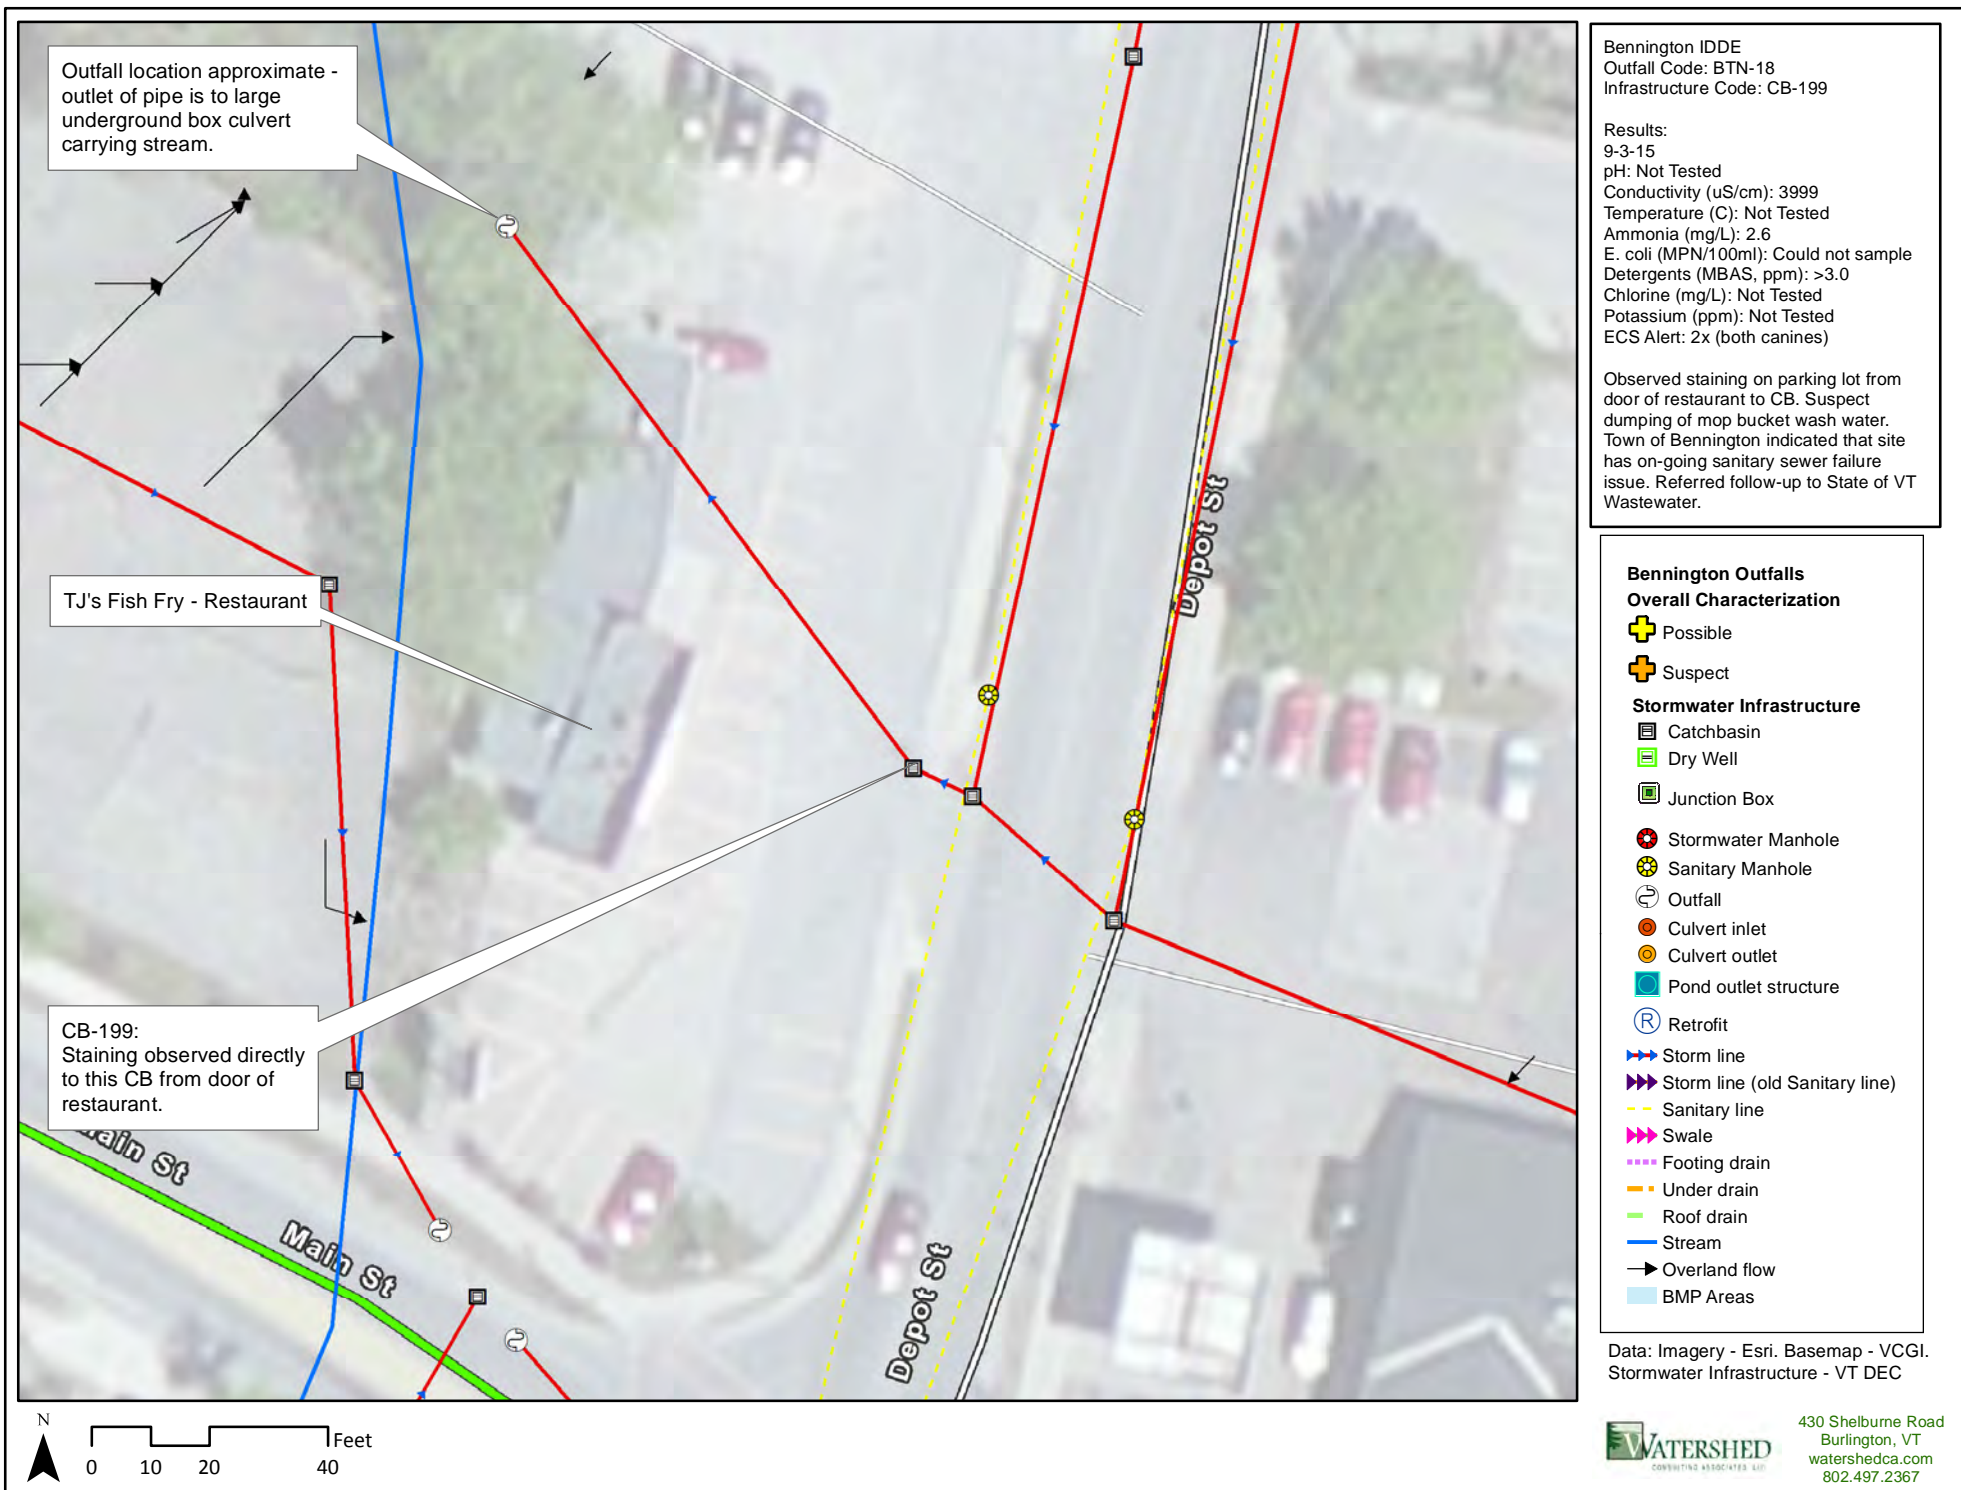 Outfall location approximate -
outlet of pipe is to large
underground box culvert
carrying stream.
TJ's Fish Fry - Restaurant
CB-199:
Staining observed directly
to this CB from door of
restaurant.
Depot St
Main St
Main St
Depot St
N
Feet
0 10 20 40
Bennington IDDE
Outfall Code: BTN-18
Infrastructure Code: CB-199
Results:
9-3-15
pH: Not Tested
Conductivity (uS/cm): 3999
Temperature (C): Not Tested
Ammonia (mg/L): 2.6
E. coli (MPN/100ml): Could not sample
Detergents (MBAS, ppm): >3.0
Chlorine (mg/L): Not Tested
Potassium (ppm): Not Tested
ECS Alert: 2x (both canines)
Observed staining on parking lot from
door of restaurant to CB. Suspect
dumping of mop bucket wash water.
Town of Bennington indicated that site
has on-going sanitary sewer failure
issue. Referred follow-up to State of VT
Wastewater.
Bennington Outfalls
Overall Characterization
Possible
Suspect
Stormwater Infrastructure
Catchbasin
Dry Well
Junction Box
Stormwater Manhole
Sanitary Manhole
Outfall
Culvert inlet
Culvert outlet
Pond outlet structure
R Retrofit
Storm line
Storm line (old Sanitary line)
Sanitary line
Swale
Footing drain
Under drain
Roof drain
Stream
Overland flow
BMP Areas
Data: Imagery - Esri. Basemap - VCGI.
Stormwater Infrastructure - VT DEC
WATERSHED
CONSULTING ASSOCIATES, LLC
430 Shelburne Road
Burlington, VT
watershedca.com
802.497.2367